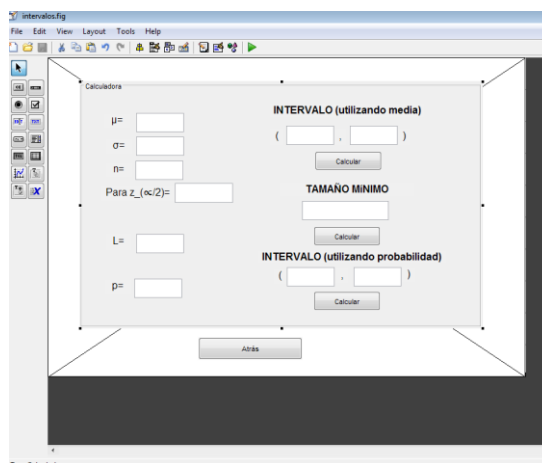 intervalos.fig
File Edit View Layout Tools Help
Calculadora
μ=
σ=
n=
Para z_(∝/2)=
L=
p=
INTERVALO (utilizando media)
( , )
Calcular
TAMAÑO MíNIMO
Calcular
INTERVALO (utilizando probabilidad)
( , )
Calcular
Atrás